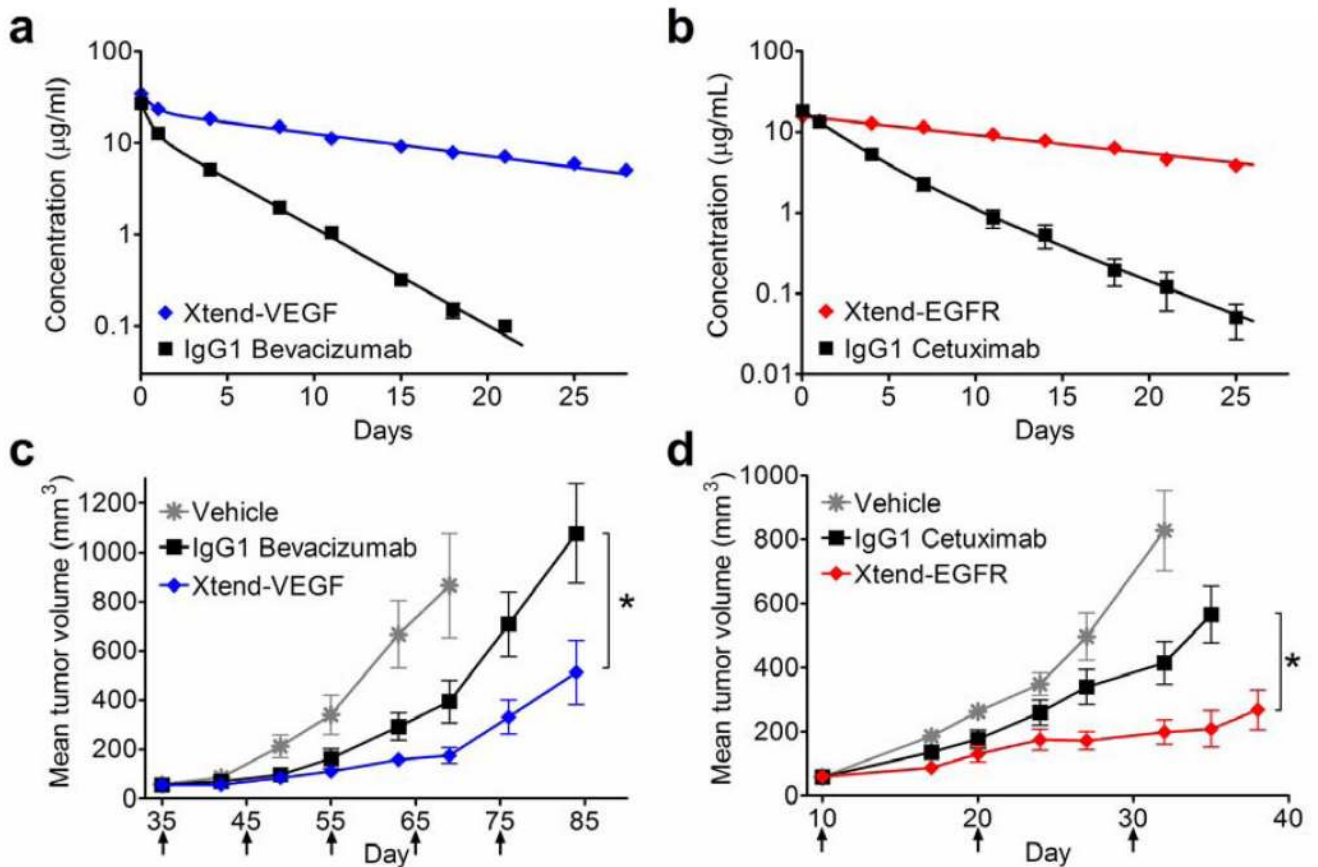 a
Concentration (µg/ml)
100
10
1
0.1
Xtend-VEGF
IgG1 Bevacizumab
0 5 10 15 20 25
Days
b
Concentration (µg/mL)
100
10
1
0.1
0.01
Xtend-EGFR
IgG1 Cetuximab
0 5 10 15 20 25
Days
c
Mean tumor volume (mm³)
1200
1000
800
600
400
200
0
Vehicle
IgG1 Bevacizumab
Xtend-VEGF
*
35 45 55 65 75 85
Day
d
Mean tumor volume (mm³)
1000
800
600
400
200
0
Vehicle
IgG1 Cetuximab
Xtend-EGFR
*
10 20 30 40
Day